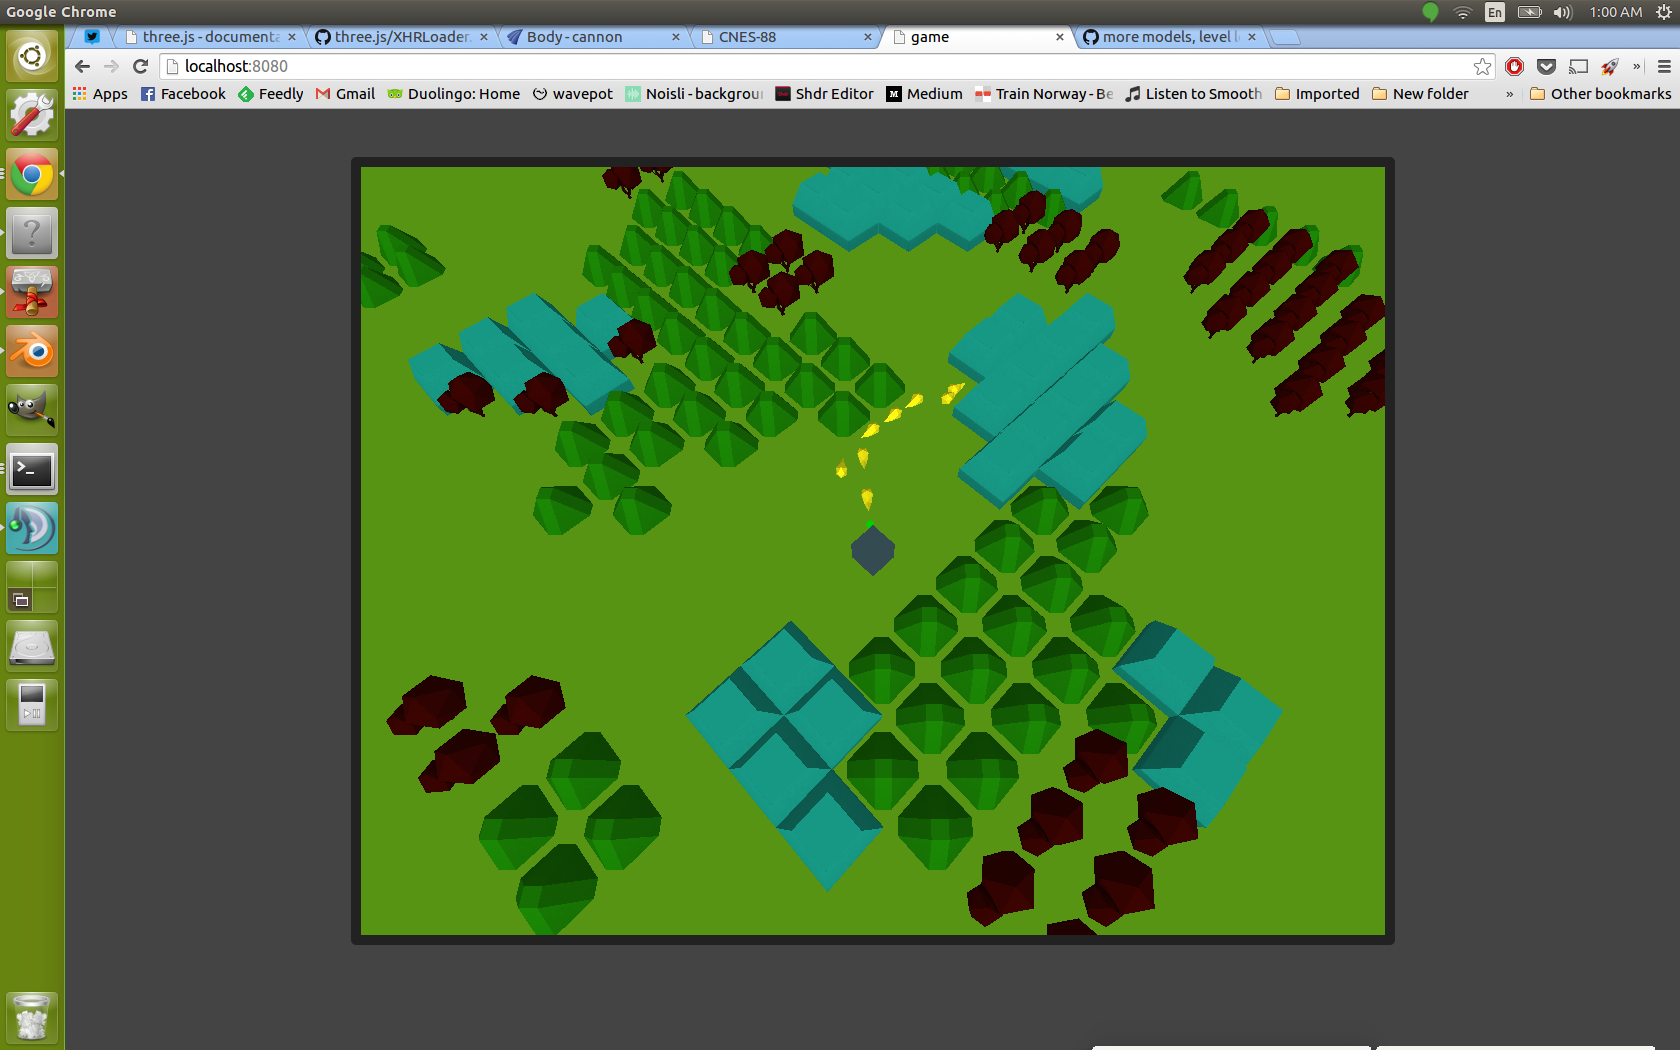 Google Chrome
En
1:00 AM
three.js - documenta
three.js/XHRLoader.
Body - cannon
CNES-88
game
more models, level l
localhost:8080
Apps
Facebook
Feedly
Gmail
Duolingo: Home
wavepot
Noisli - backgrou
Shdr Editor
Medium
Train Norway - Be
Listen to Smooth
Imported
New folder
»
Other bookmarks